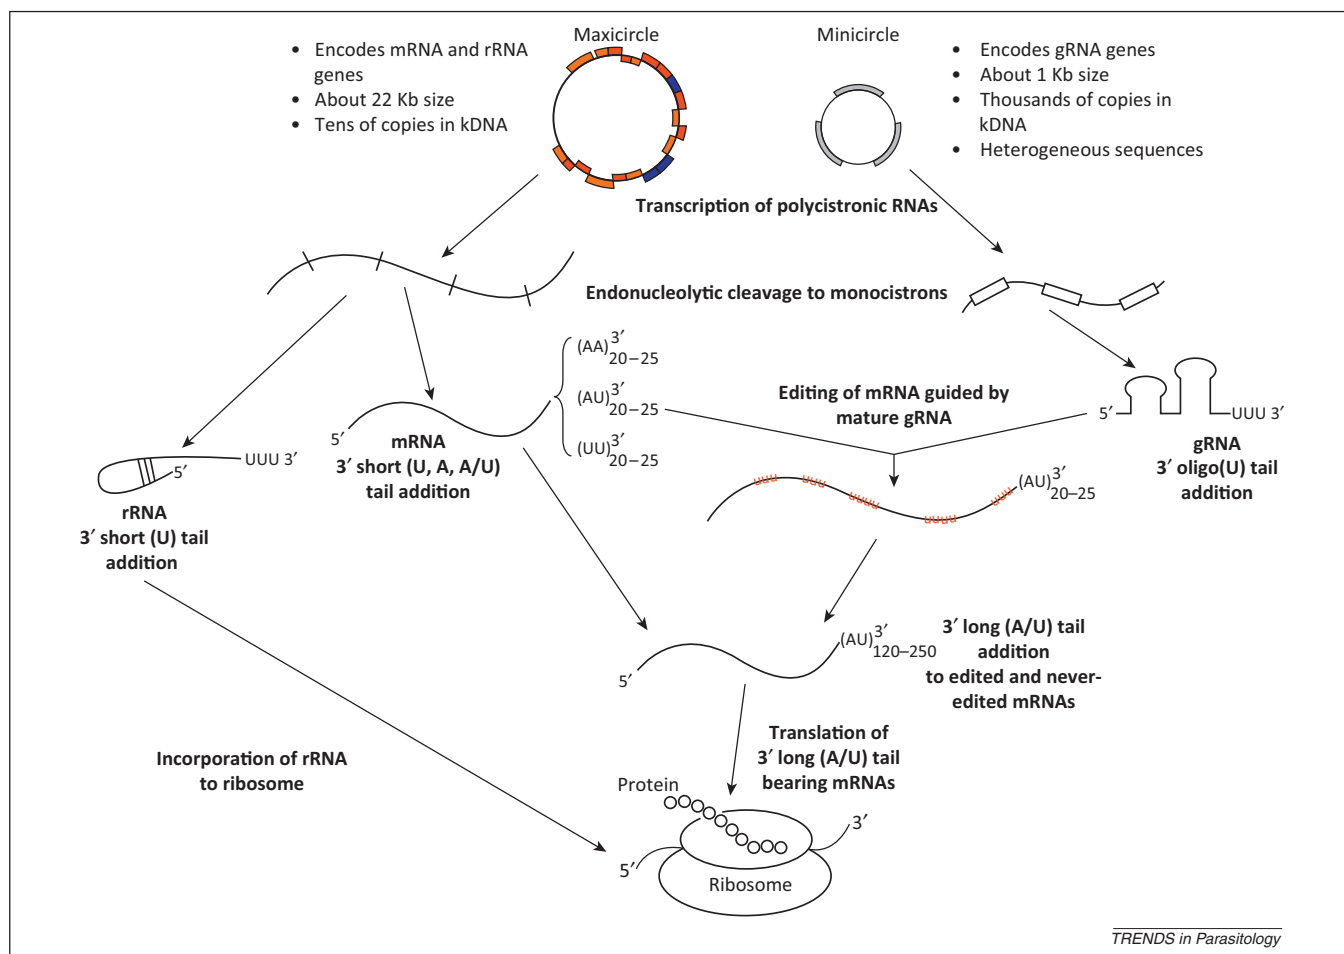 Maxicircle
• Encodes mRNA and rRNA
genes
• About 22 Kb size
• Tens of copies in kDNA
Minicircle
• Encodes gRNA genes
• About 1 Kb size
• Thousands of copies in
kDNA
• Heterogeneous sequences
Transcription of polycistronic RNAs
Endonucleolytic cleavage to monocistrons
(AA)3′20–25
(AU)3′20–25
(UU)3′20–25
Editing of mRNA guided by
mature gRNA
5′
UUU 3′
gRNA
3′ oligo(U) tail
addition
5′
mRNA
3′ short (U, A, A/U)
tail addition
UUU 3′
5′
rRNA
3′ short (U) tail
addition
(AU)3′20–25
5′
(AU)3′120–250
3′ long (A/U) tail
addition
to edited and never-
edited mRNAs
Incorporation of rRNA
to ribosome
Translation of
3′ long (A/U) tail
bearing mRNAs
Protein
3′
5′
Ribosome
TRENDS in Parasitology